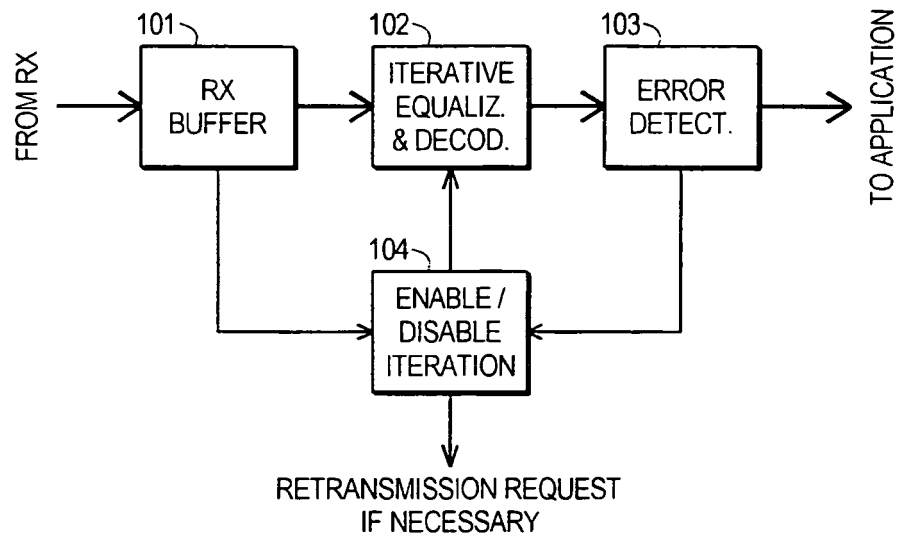 101
102
103
FROM RX
RX
BUFFER
ITERATIVE
EQUALIZ.
& DECOD.
ERROR
DETECT.
TO APPLICATION
104
ENABLE /
DISABLE
ITERATION
RETRANSMISSION REQUEST
IF NECESSARY